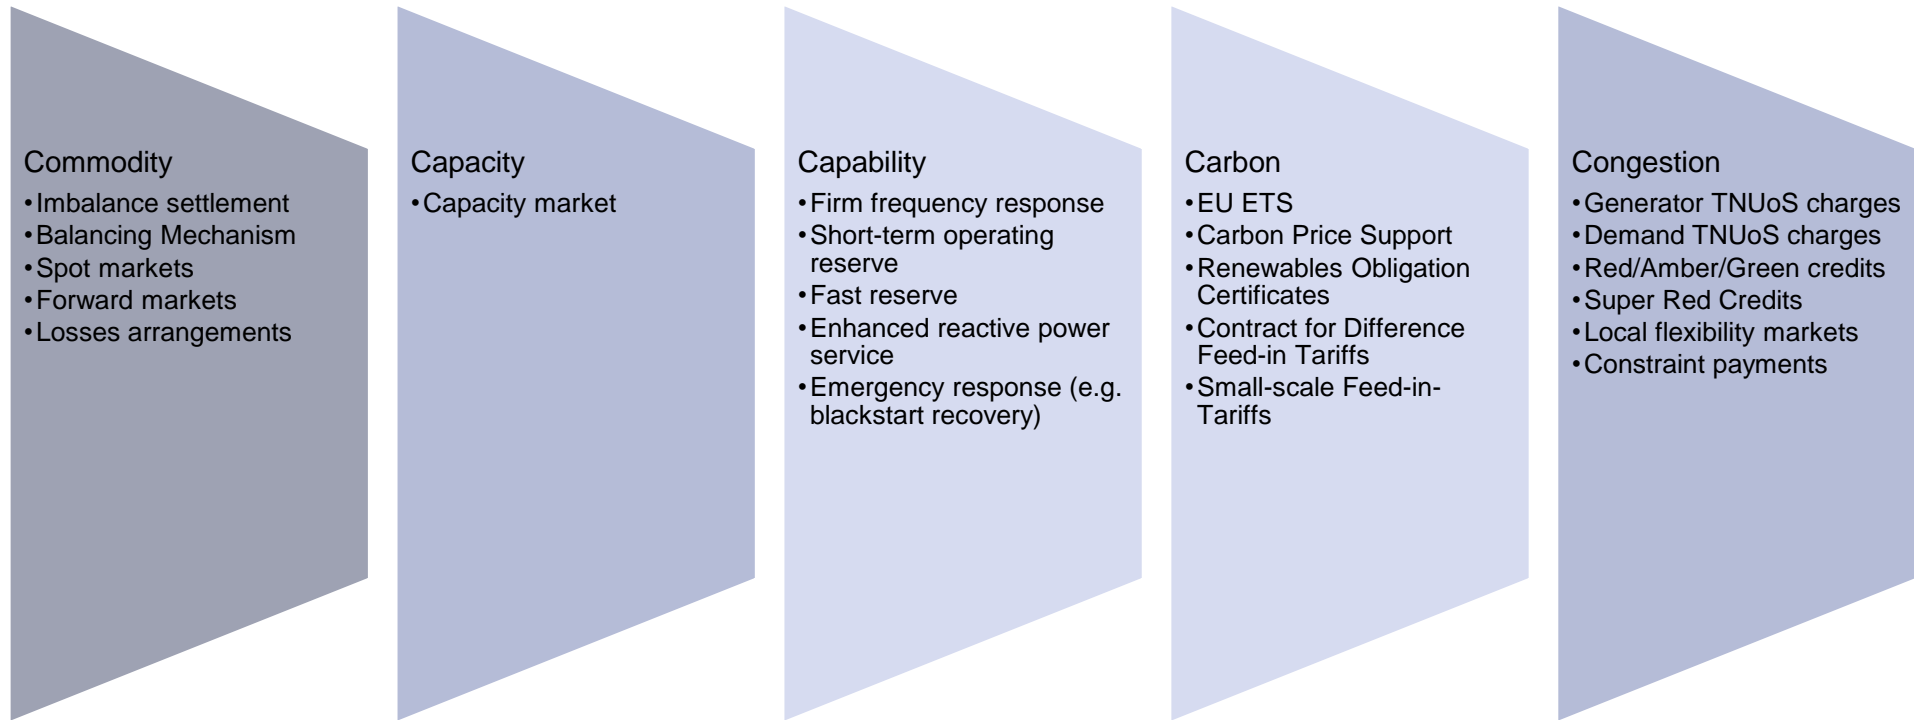 Commodity
•Imbalance settlement
•Balancing Mechanism
•Spot markets
•Forward markets
•Losses arrangements
Capacity
•Capacity market
Capability
•Firm frequency response
•Short-term operating
reserve
•Fast reserve
•Enhanced reactive power
service
•Emergency response (e.g.
blackstart recovery)
Carbon
•EU ETS
•Carbon Price Support
•Renewables Obligation
Certificates
•Contract for Difference
Feed-in Tariffs
•Small-scale Feed-in-
Tariffs
Congestion
•Generator TNUoS charges
•Demand TNUoS charges
•Red/Amber/Green credits
•Super Red Credits
•Local flexibility markets
•Constraint payments